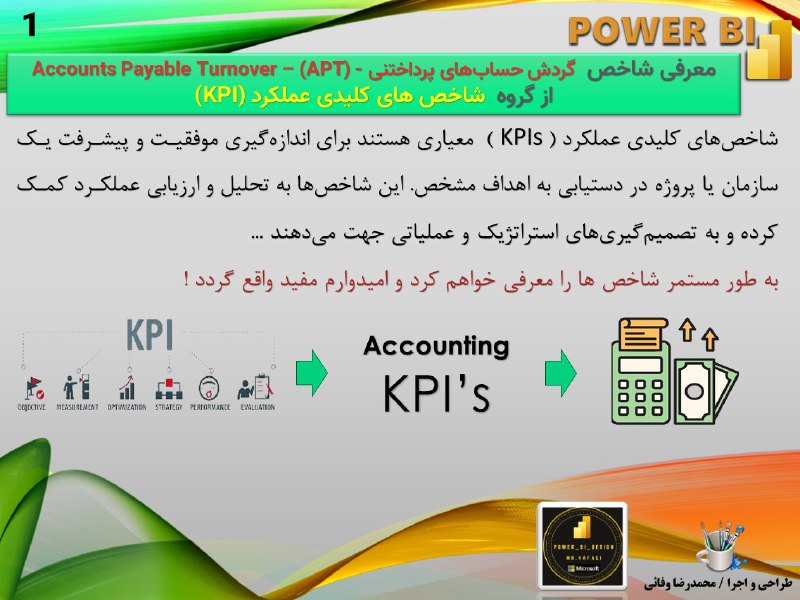 1
POWER BI
معرفی شاخص گردش حساب‌های پرداختنی - Accounts Payable Turnover – (APT)
از گروه شاخص های کلیدی عملکرد (KPI)
شاخص‌های کلیدی عملکرد ( KPIs ) معیاری هستند برای اندازه‌گیری موفقیت و پیشرفت یک
سازمان یا پروژه در دستیابی به اهداف مشخص. این شاخص‌ها به تحلیل و ارزیابی عملکرد کمک
کرده و به تصمیم‌گیری‌های استراتژیک و عملیاتی جهت می‌دهند ...
به طور مستمر شاخص ها را معرفی خواهم کرد و امیدوارم مفید واقع گردد !
KPI
OBJECTIVE MEASUREMENT OPTIMIZATION STRATEGY PERFORMANCE EVALUATION
Accounting
KPI’s
POWER_BI_DESIGN
MR.VAFAEI
Microsoft
طراحی و اجرا / محمدرضا وفائی